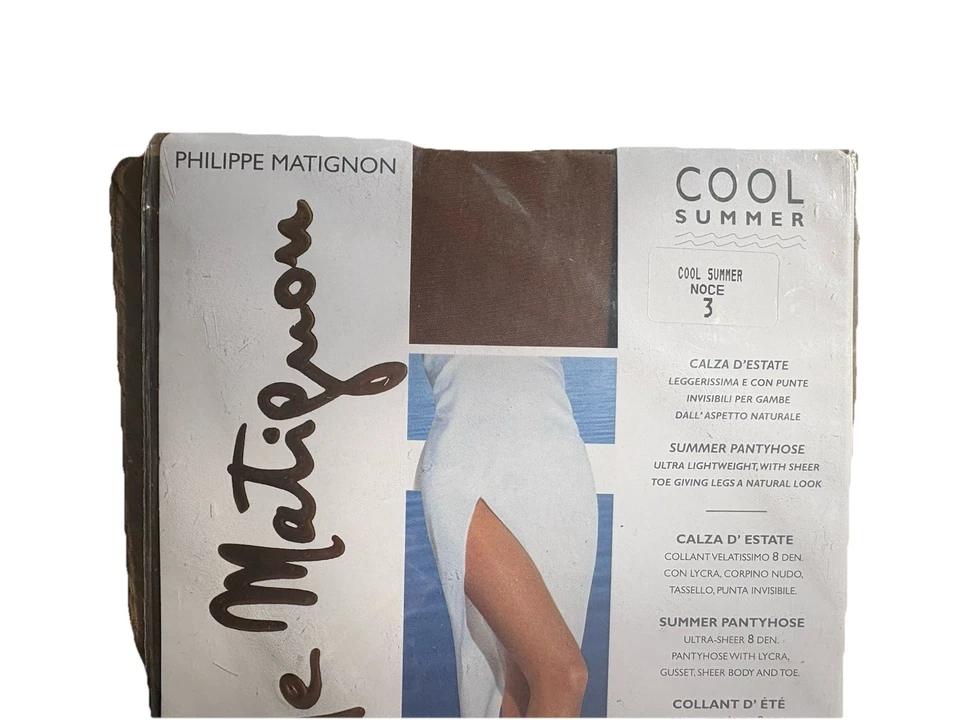 PHILIPPE MATIGNON
Matignon
COOL
SUMMER
COOL SUMMER
NOCE
3
CALZA D'ESTATE
LEGGERISSIMA E CON PUNTE
INVISIBILI PER GAMBE
DALL' ASPETTO NATURALE
SUMMER PANTYHOSE
ULTRA LIGHTWEIGHT, WITH SHEER
TOE GIVING LEGS A NATURAL LOOK
CALZA D' ESTATE
COLLANT VELATISSIMO 8 DEN.
CON LYCRA, CORPINO NUDO,
TASSELLO, PUNTA INVISIBILE.
SUMMER PANTYHOSE
ULTRA-SHEER 8 DEN.
PANTYHOSE WITH LYCRA,
GUSSET, SHEER BODY AND TOE.
COLLANT D' ÉTÉ